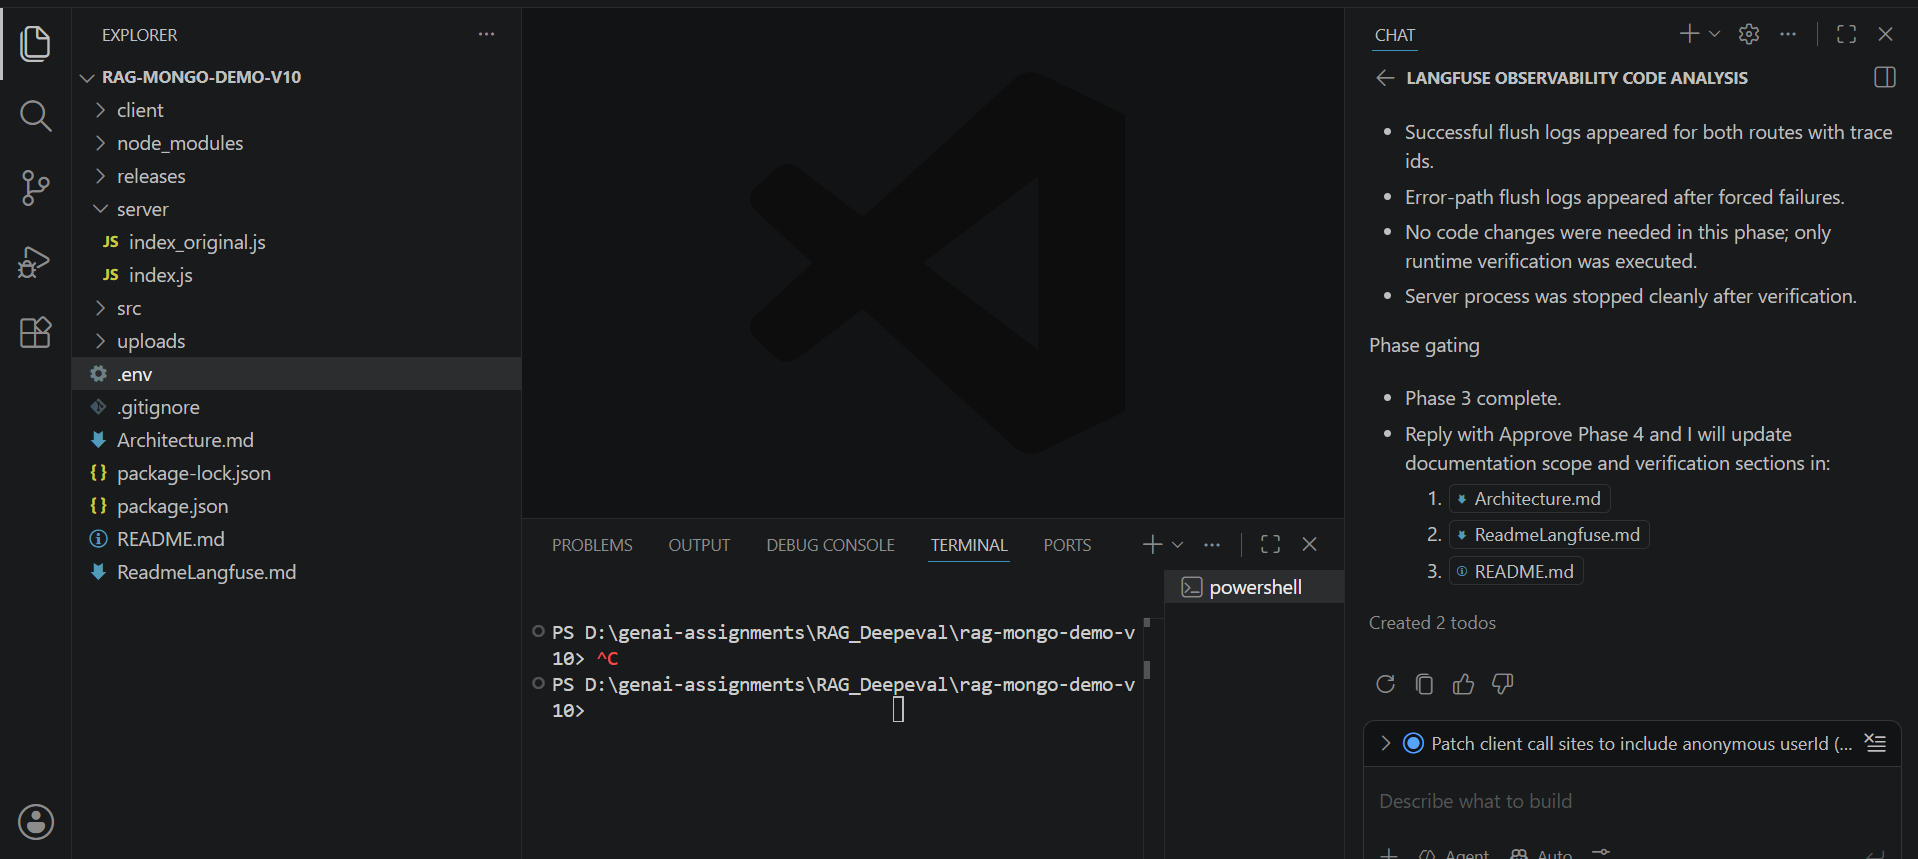 EXPLORER
RAG-MONGO-DEMO-V10
client
node_modules
releases
server
JS index_original.js
JS index.js
src
uploads
.env
.gitignore
Architecture.md
{} package-lock.json
{} package.json
README.md
ReadmeLangfuse.md
PROBLEMS OUTPUT DEBUG CONSOLE TERMINAL PORTS
powershell
PS D:\genai-assignments\RAG_Deepeval\rag-mongo-demo-v
10> ^C
PS D:\genai-assignments\RAG_Deepeval\rag-mongo-demo-v
10>
CHAT
LANGFUSE OBSERVABILITY CODE ANALYSIS
• Successful flush logs appeared for both routes with trace
ids.
• Error-path flush logs appeared after forced failures.
• No code changes were needed in this phase; only
runtime verification was executed.
• Server process was stopped cleanly after verification.
Phase gating
• Phase 3 complete.
• Reply with Approve Phase 4 and I will update
documentation scope and verification sections in:
1. Architecture.md
2. ReadmeLangfuse.md
3. README.md
Created 2 todos
Patch client call sites to include anonymous userId (...
Describe what to build
Agent Auto